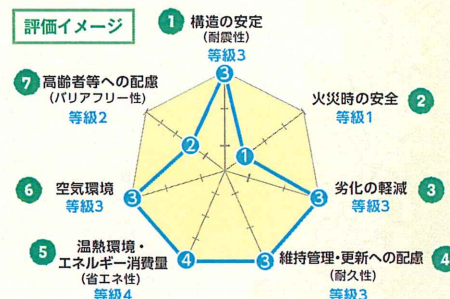 評価イメージ
1 構造の安定
(耐震性)
等級3
7 高齢者等への配慮
(バリアフリー性)
等級2
火災時の安全 2
等級1
6 空気環境
等級3
劣化の軽減 3
等級3
5 温熱環境・
エネルギー消費量
(省エネ性)
等級4
維持管理・更新への配慮 4
(耐久性)
等級3
3
2
1
3
3
4
3